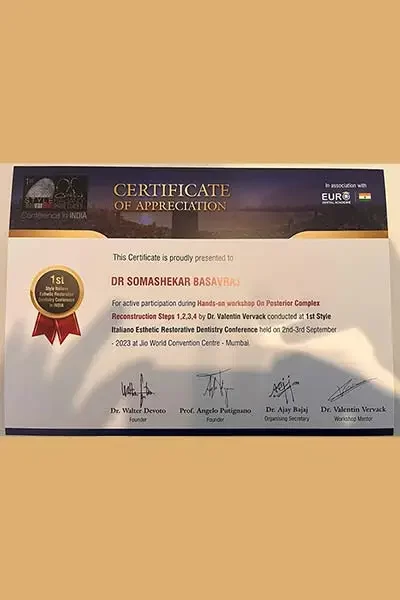 1st
STYLE
Conference in INDIA
CERTIFICATE
OF APPRECIATION
In association with
EUR
DENTAL ACADEMY
This Certificate is proudly presented to
DR SOMASHEKAR BASAVRAJ
For active participation during Hands-on workshop On Posterior Complex
Reconstruction Steps 1,2,3,4 by Dr. Valentin Vervack conducted at 1st Style
Italiano Esthetic Restorative Dentistry Conference held on 2nd-3rd September
- 2023 at Jio World Convention Centre - Mumbai.
1st
Style Italiano
Esthetic Restorative
Dentistry Conference
in INDIA
Dr. Walter Devoto
Founder
Prof. Angelo Putignano
Founder
Dr. Ajay Bajaj
Organising Secretary
Dr. Valentin Vervack
Workshop Mentor